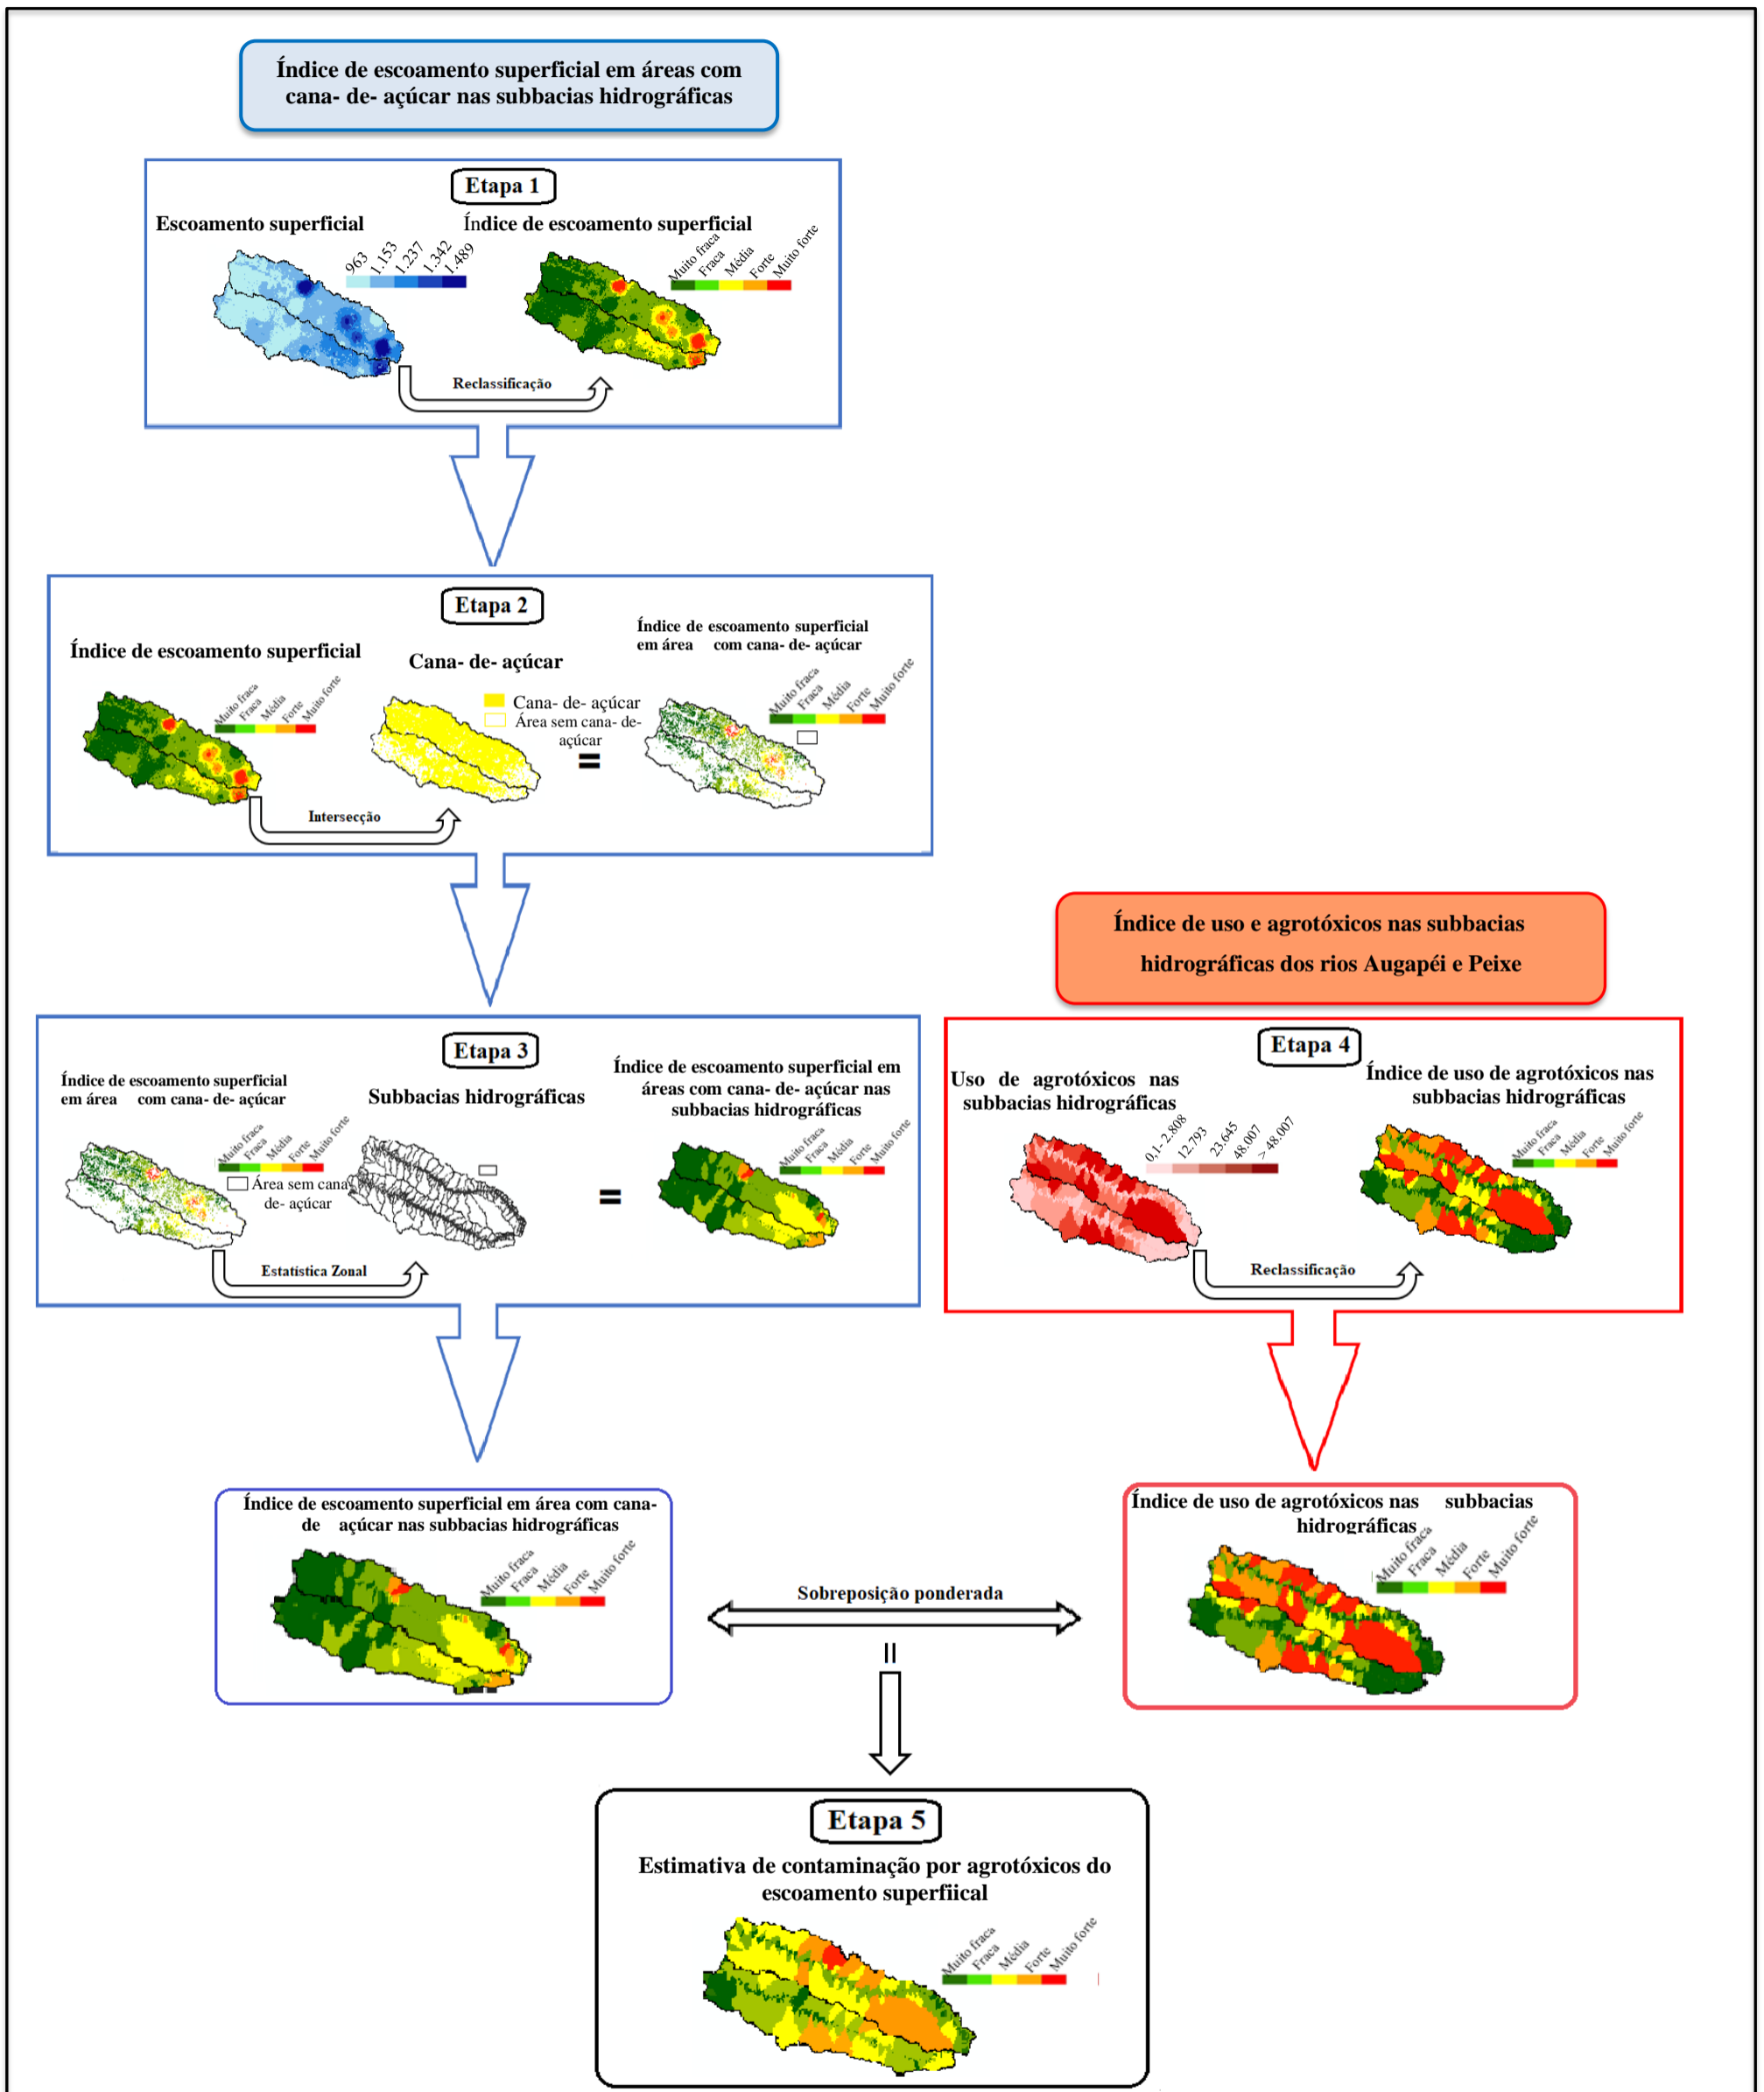 Índice de escoamento superficial em áreas com
cana- de- açúcar nas subbacias hidrográficas
Etapa 1
Escoamento superficial
963
1.153
1.237
1.342
1.489
Índice de escoamento superficial
Muito fraca
Fraca
Média
Forte
Muito forte
Reclassificação
Etapa 2
Índice de escoamento superficial
Muito fraca
Fraca
Média
Forte
Muito forte
Cana- de- açúcar
Cana- de- açúcar
Área sem cana- de-
açúcar
=
Índice de escoamento superficial
em área com cana- de- açúcar
Muito fraca
Fraca
Média
Forte
Muito forte
Intersecção
Índice de uso e agrotóxicos nas subbacias
hidrográficas dos rios Augapéi e Peixe
Etapa 3
Índice de escoamento superficial
em área com cana- de- açúcar
Muito fraca
Fraca
Média
Forte
Muito forte
Área sem cana
de- açúcar
Subbacias hidrográficas
=
Índice de escoamento superficial em
áreas com cana- de- açúcar nas
subbacias hidrográficas
Muito fraca
Fraca
Média
Forte
Muito forte
Estatística Zonal
Etapa 4
Uso de agrotóxicos nas
subbacias hidrográficas
0,1- 2.808
12.793
23.645
48.007
> 48.007
Índice de uso de agrotóxicos nas
subbacias hidrográficas
Muito fraca
Fraca
Média
Forte
Muito forte
Reclassificação
Índice de escoamento superficial em área com cana-
de açúcar nas subbacias hidrográficas
Muito fraca
Fraca
Média
Forte
Muito forte
Sobreposição ponderada
=
Índice de uso de agrotóxicos nas subbacias
hidrográficas
Muito fraca
Fraca
Média
Forte
Muito forte
Etapa 5
Estimativa de contaminação por agrotóxicos do
escoamento superfiical
Muito fraca
Fraca
Média
Forte
Muito forte